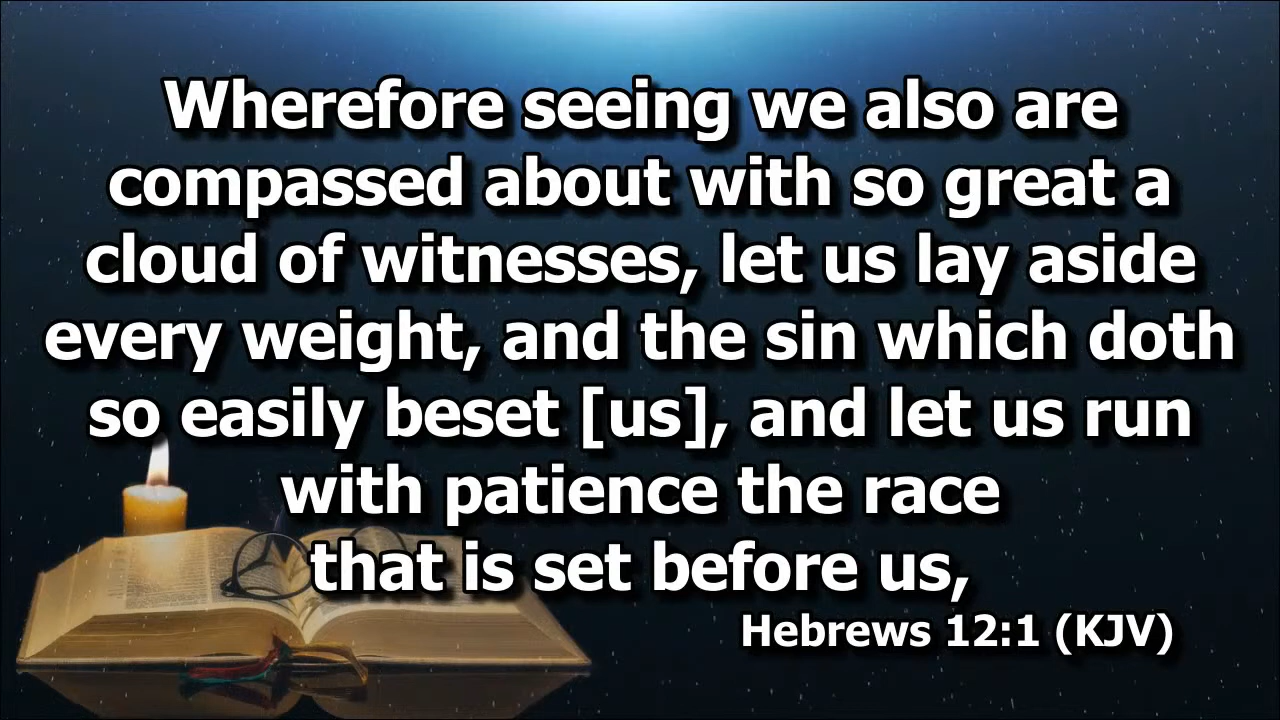 Wherefore seeing we also are
compassed about with so great a
cloud of witnesses, let us lay aside
every weight, and the sin which doth
so easily beset [us], and let us run
with patience the race
that is set before us,
Hebrews 12:1 (KJV)